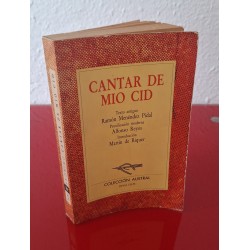 CANTAR DE
MIO CID
Texto antiguo
Ramón Menéndez Pidal
Prosificación moderna
Alfonso Reyes
Introducción
Martín de Riquer
COLECCIÓN AUSTRAL